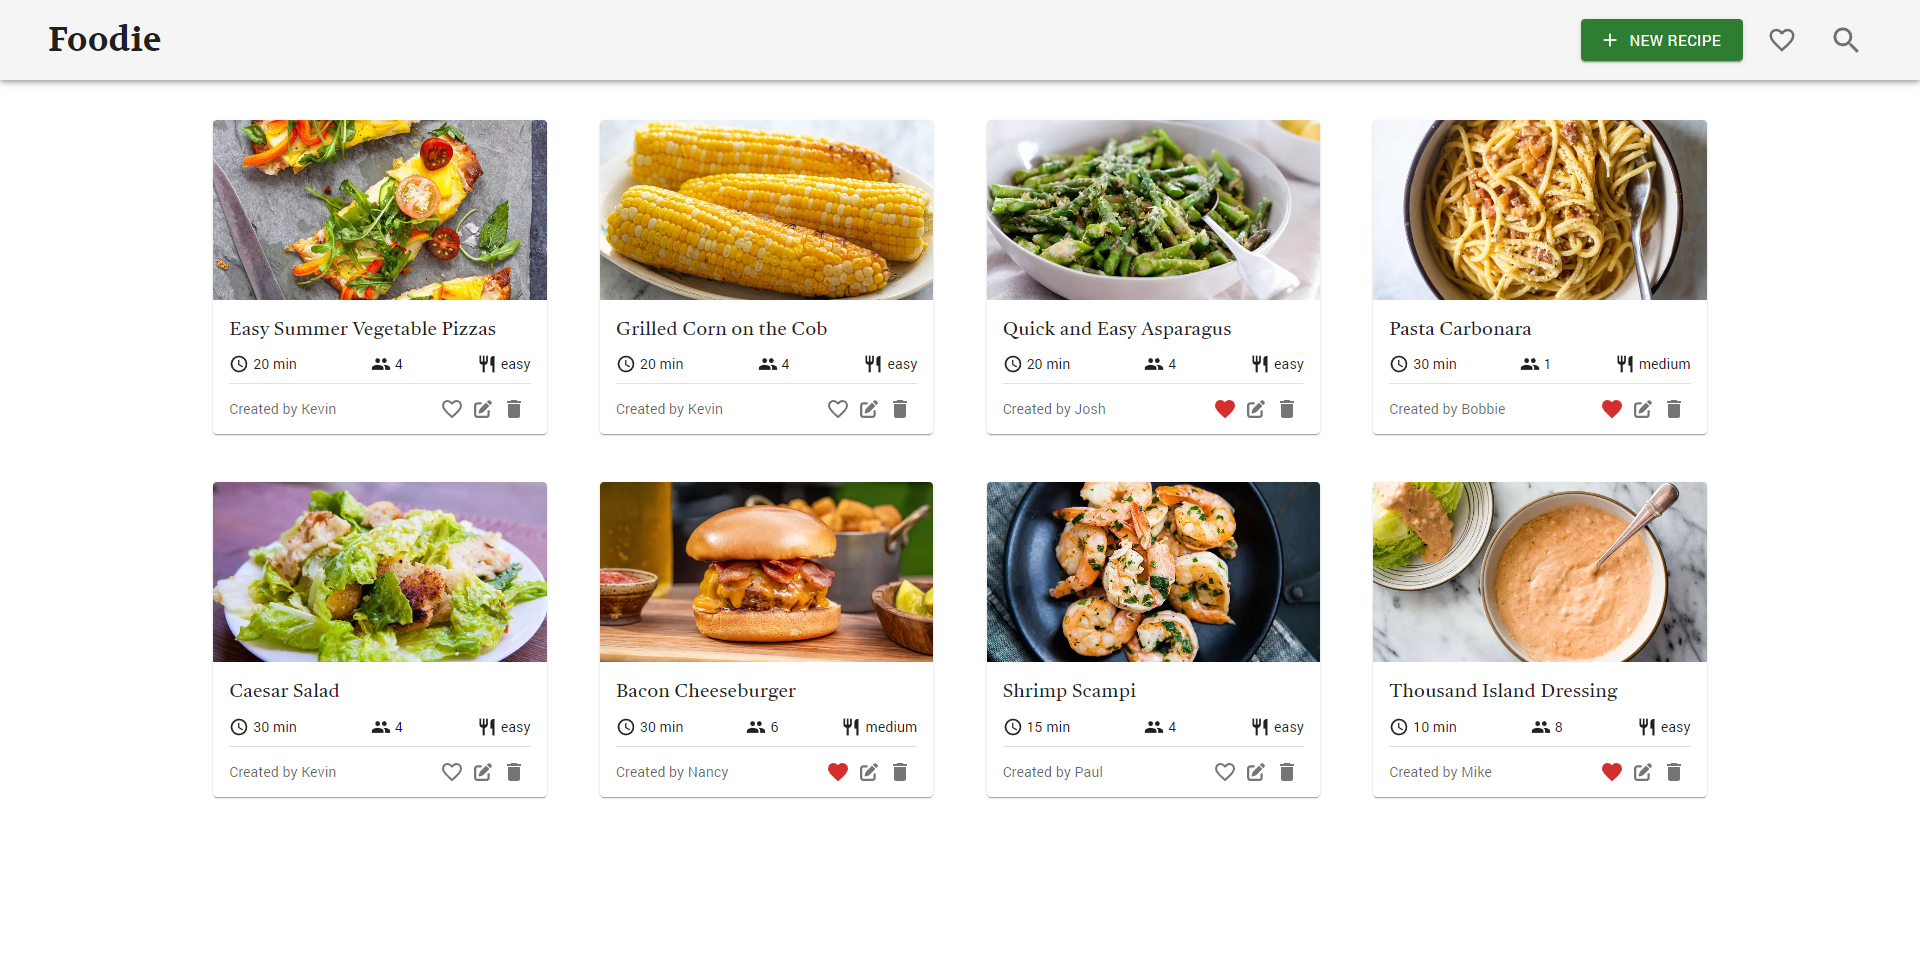 Foodie
NEW RECIPE
Easy Summer Vegetable Pizzas
20 min 4 easy
Created by Kevin
Grilled Corn on the Cob
20 min 4 easy
Created by Kevin
Quick and Easy Asparagus
20 min 4 easy
Created by Josh
Pasta Carbonara
30 min 1 medium
Created by Bobbie
Caesar Salad
30 min 4 easy
Created by Kevin
Bacon Cheeseburger
30 min 6 medium
Created by Nancy
Shrimp Scampi
15 min 4 easy
Created by Paul
Thousand Island Dressing
10 min 8 easy
Created by Mike